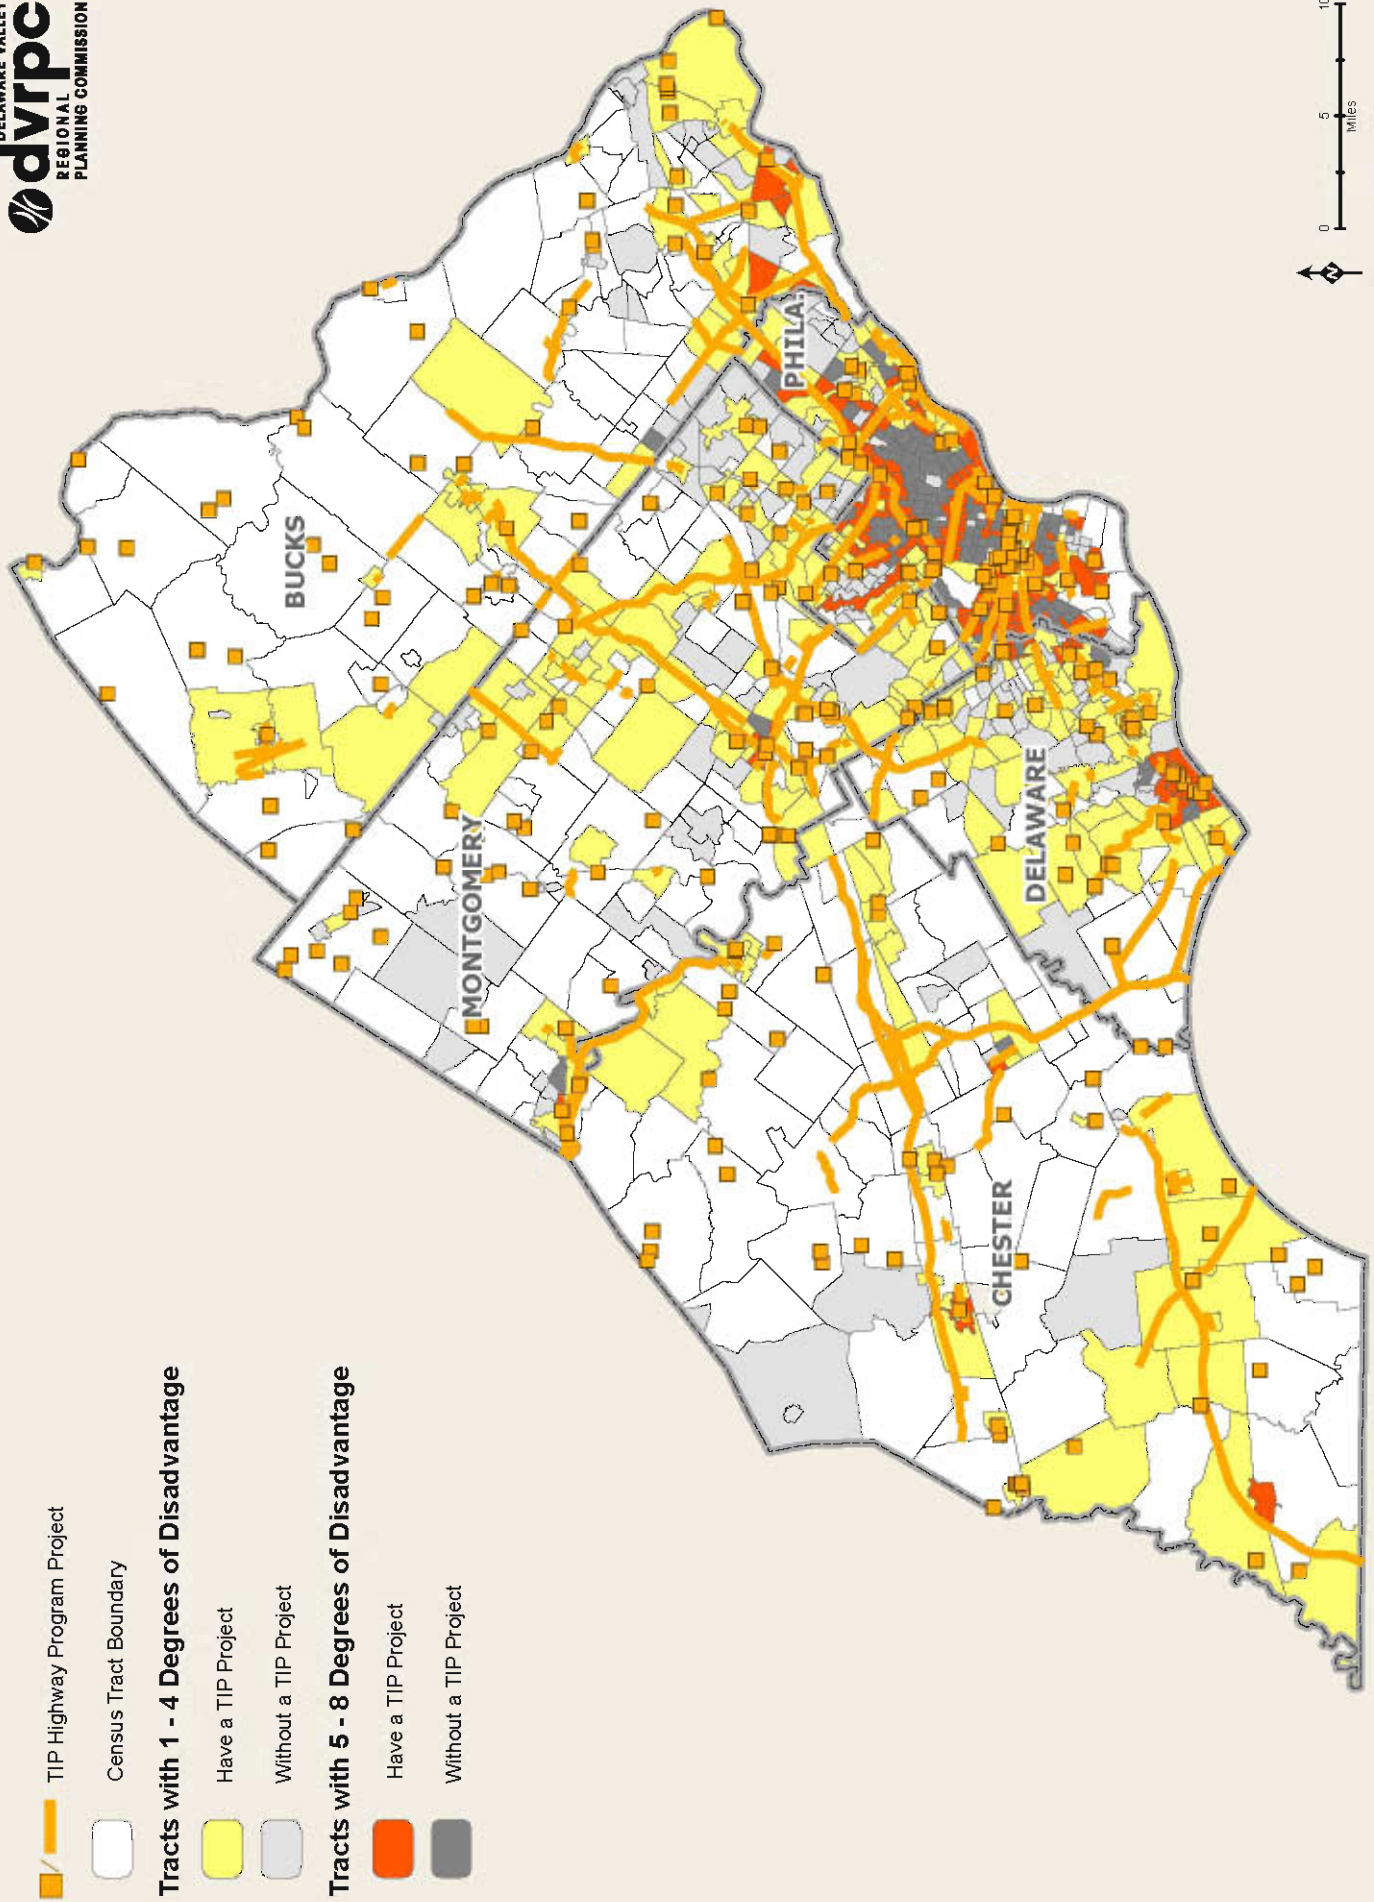 DELAWARE VALLEY
dvrpc
REGIONAL
PLANNING COMMISSION
TIP Highway Program Project
Census Tract Boundary
Tracts with 1 - 4 Degrees of Disadvantage
Have a TIP Project
Without a TIP Project
Tracts with 5 - 8 Degrees of Disadvantage
Have a TIP Project
Without a TIP Project
BUCKS
MONTGOMERY
PHILA.
DELAWARE
CHESTER
N
0 5 10
Miles